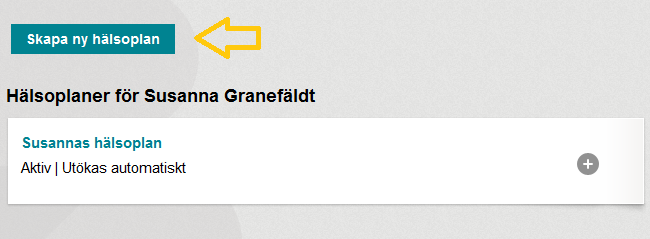 Skapa ny hälsoplan
Hälsoplaner för Susanna Granefäldt
Susannas hälsoplan
Aktiv | Utökas automatiskt